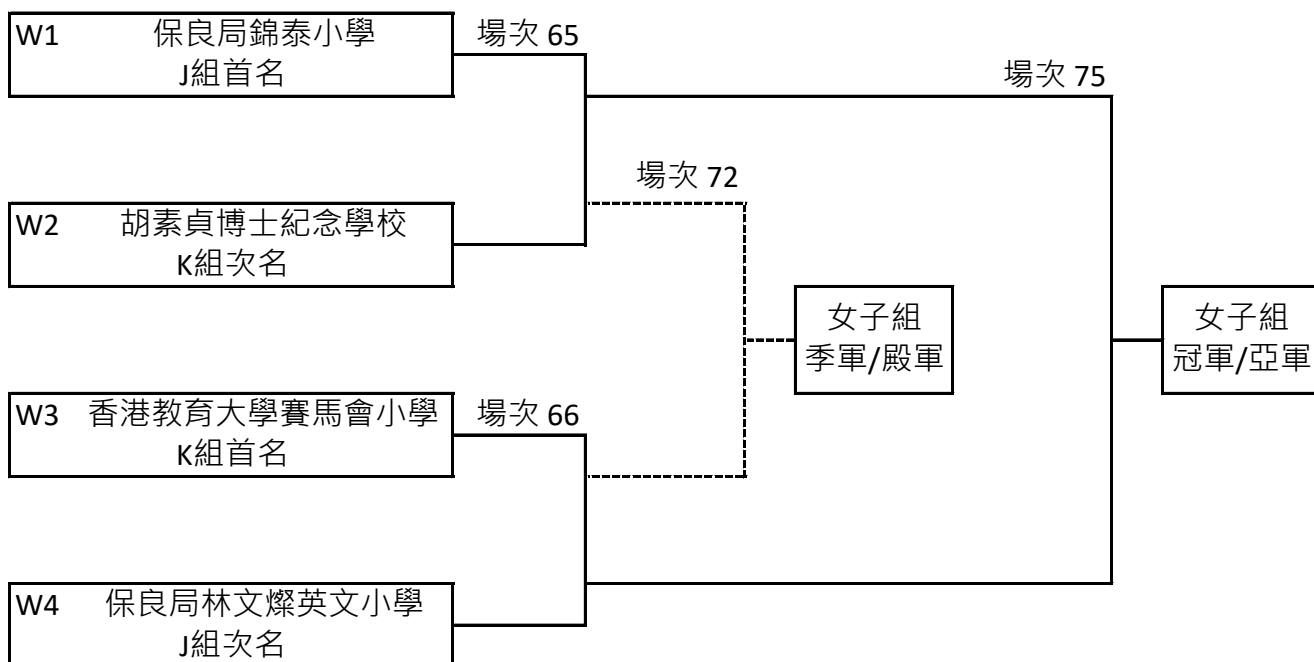 W1 保良局錦泰小學
J組首名
場次 65
場次 75
場次 72
W2 胡素貞博士紀念學校
K組次名
女子組
季軍/殿軍
女子組
冠軍/亞軍
W3 香港教育大學賽馬會小學
K組首名
場次 66
W4 保良局林文燦英文小學
J組次名